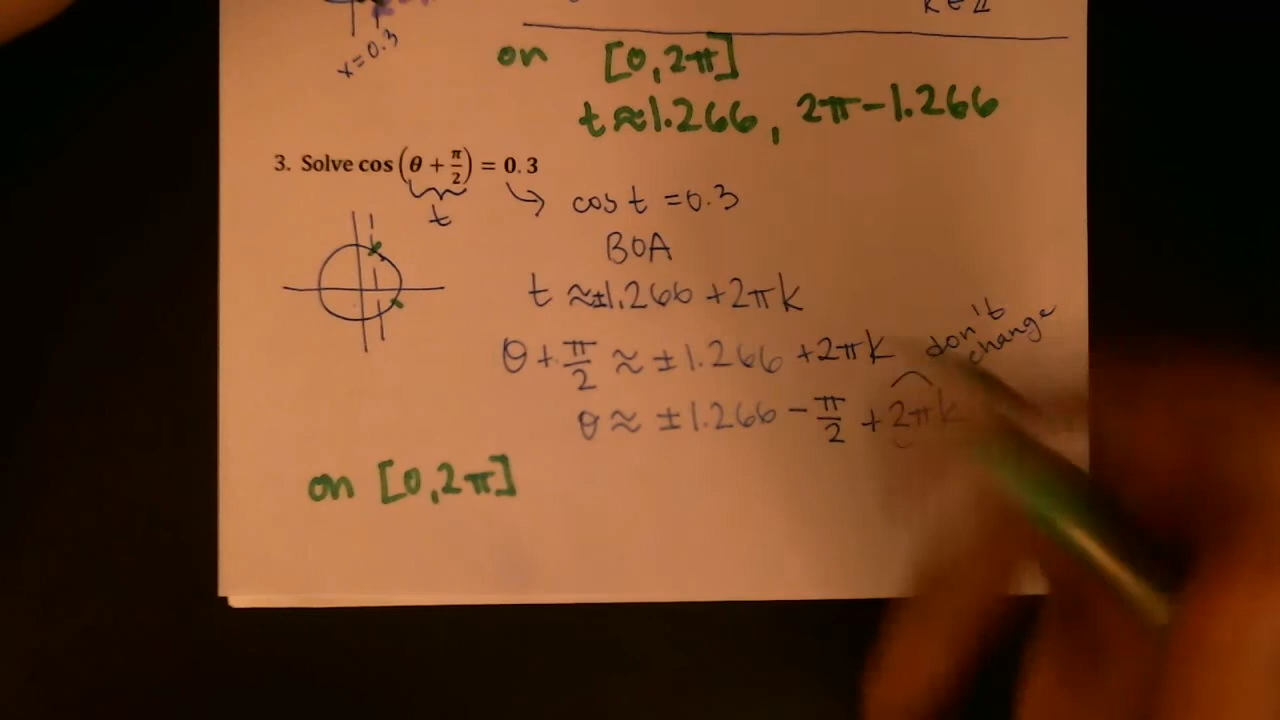 k ∈ ℤ
x = 0.3
on [0, 2π]
t ≈ 1.266, 2π - 1.266
3. Solve cos(θ + π/2) = 0.3
t
cos t = 0.3
BOA
t ≈ ±1.266 + 2πk
θ + π/2 ≈ ±1.266 + 2πk
don't change
θ ≈ ±1.266 - π/2 + 2πk
on [0, 2π]